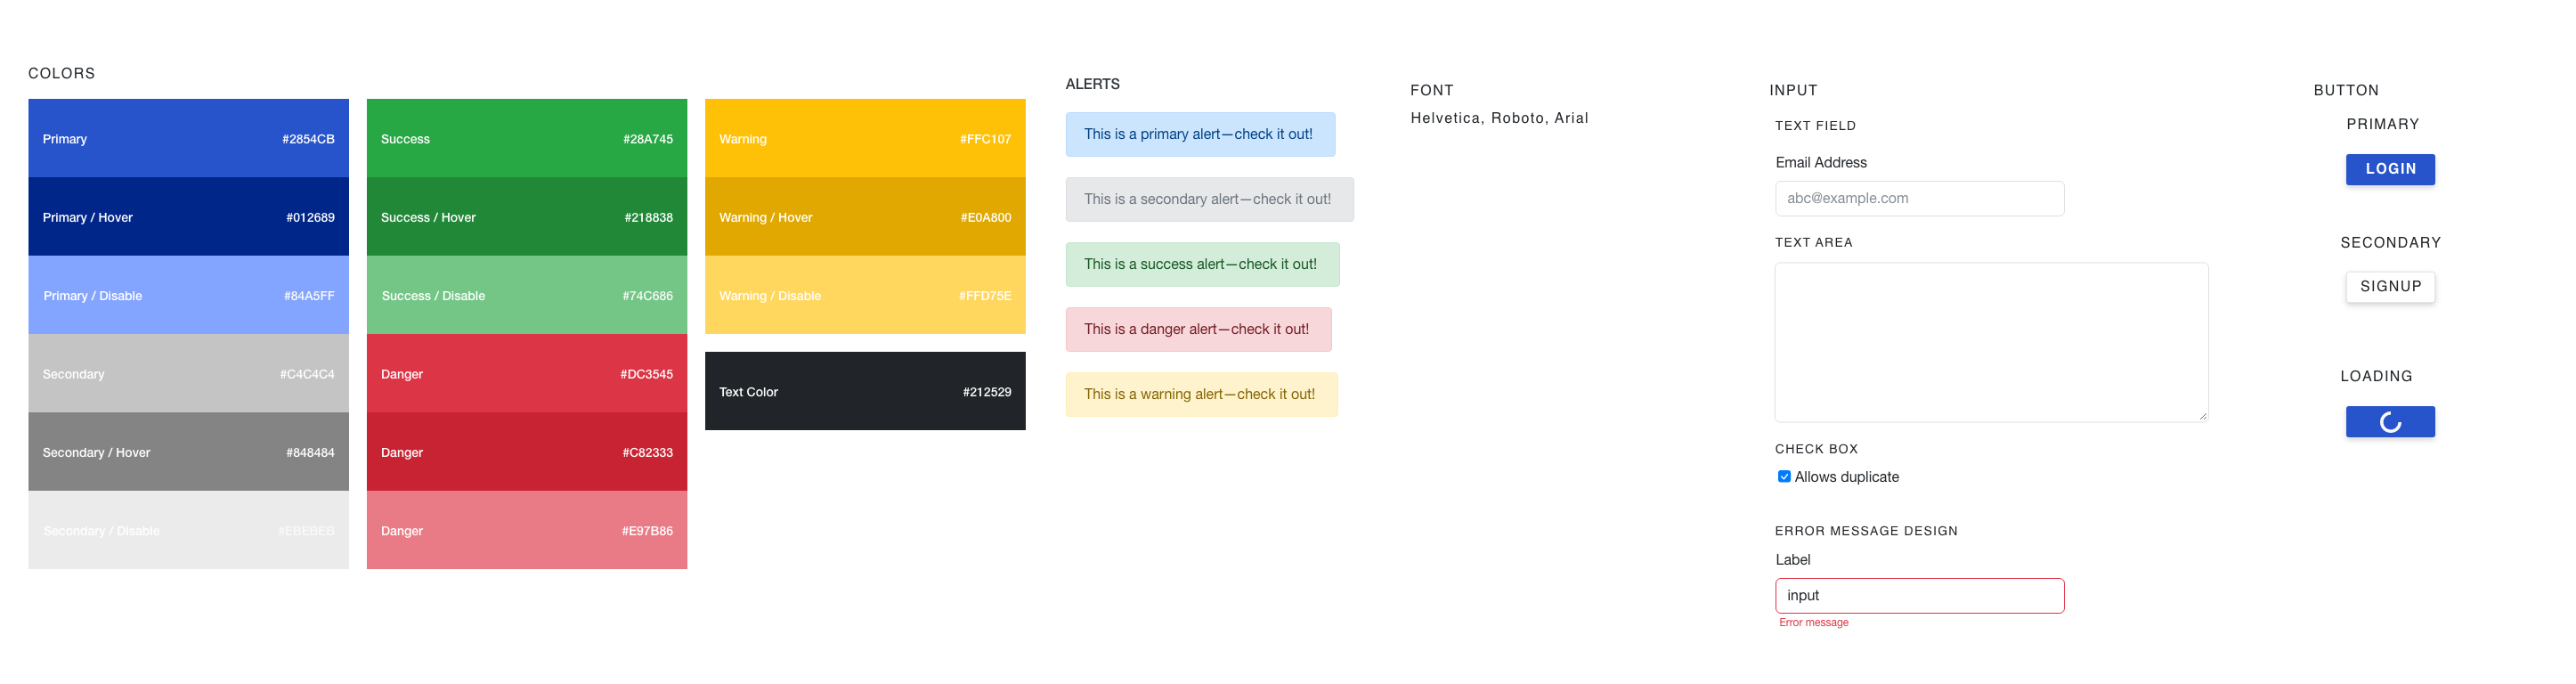 COLORS
Primary #2854CB
Primary / Hover #012689
Primary / Disable #84A5FF
Secondary #C4C4C4
Secondary / Hover #848484
Secondary / Disable #EBEBEB
Success #28A745
Success / Hover #218838
Success / Disable #74C686
Danger #DC3545
Danger #C82333
Danger #E97B86
Warning #FFC107
Warning / Hover #E0A800
Warning / Disable #FFD75E
Text Color #212529
ALERTS
This is a primary alert—check it out!
This is a secondary alert—check it out!
This is a success alert—check it out!
This is a danger alert—check it out!
This is a warning alert—check it out!
FONT
Helvetica, Roboto, Arial
INPUT
TEXT FIELD
Email Address
abc@example.com
TEXT AREA
CHECK BOX
Allows duplicate
ERROR MESSAGE DESIGN
Label
input
Error message
BUTTON
PRIMARY
LOGIN
SECONDARY
SIGNUP
LOADING